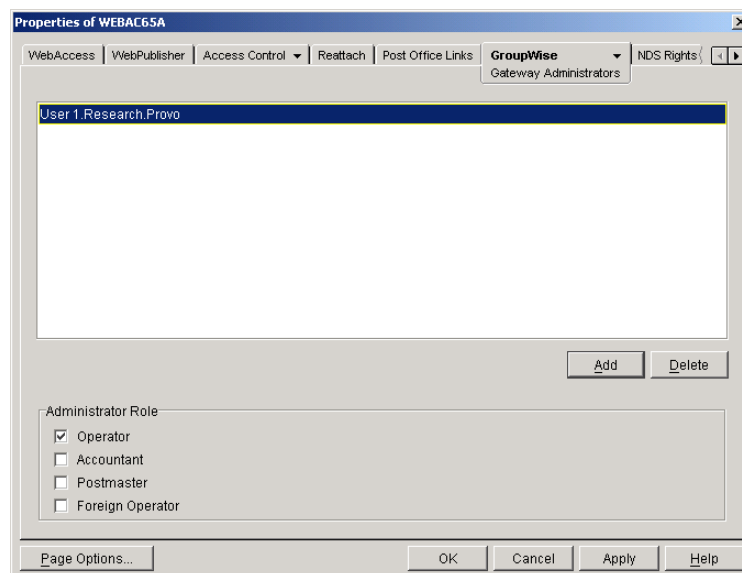 Properties of WEBAC65A
WebAccess WebPublisher Access Control Reattach Post Office Links GroupWise NDS Rights
Gateway Administrators
User 1.Research.Provo
Add Delete
Administrator Role
Operator
Accountant
Postmaster
Foreign Operator
Page Options... OK Cancel Apply Help